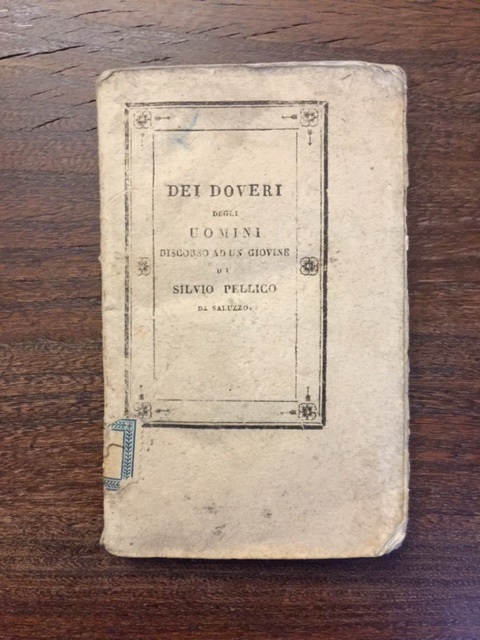 DEI DOVERI
DEGLI
UOMINI
DISCORSO AD UN GIOVINE
DI
SILVIO PELLICO
DA SALUZZO.